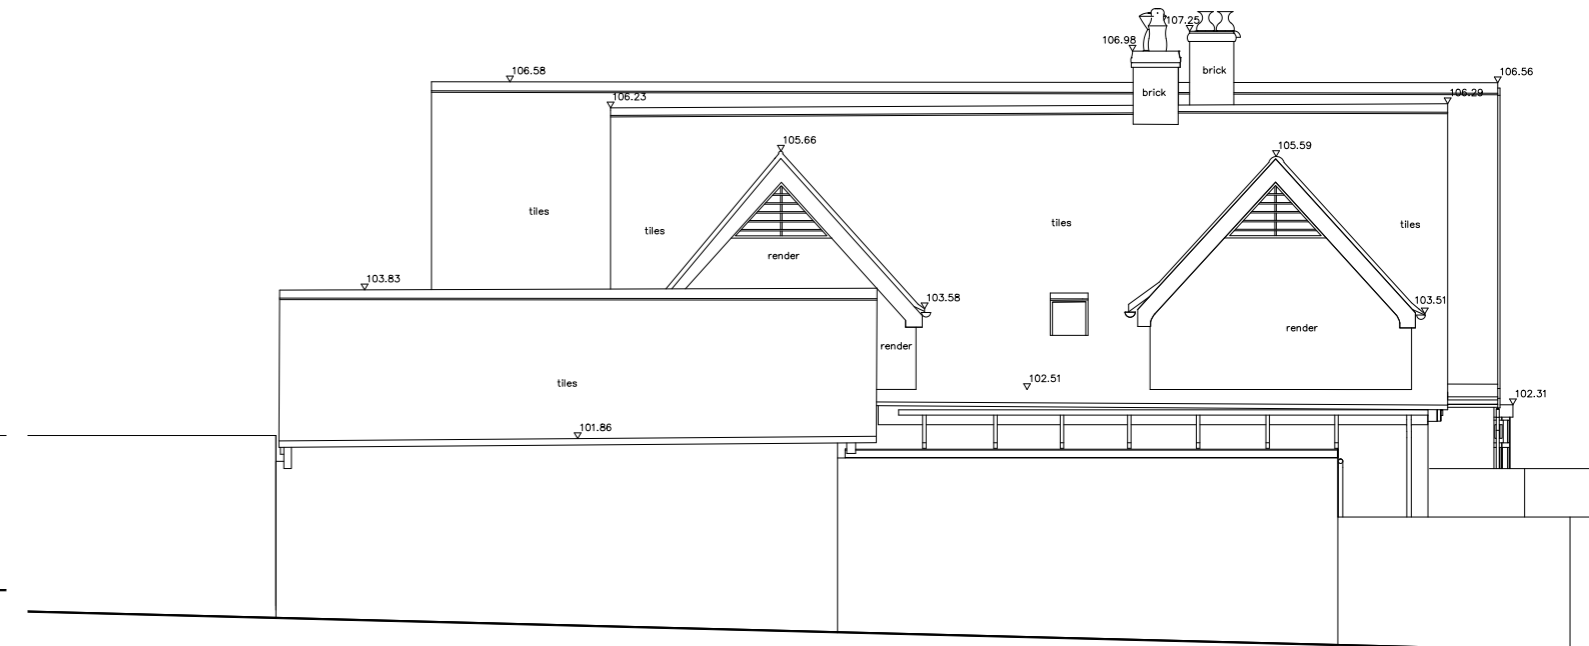 107.25
106.98
106.58
brick
106.56
brick
106.23
106.29
105.66
105.59
tiles
tiles
tiles
tiles
render
103.83
103.58
103.51
render
render
102.51
tiles
102.31
101.86